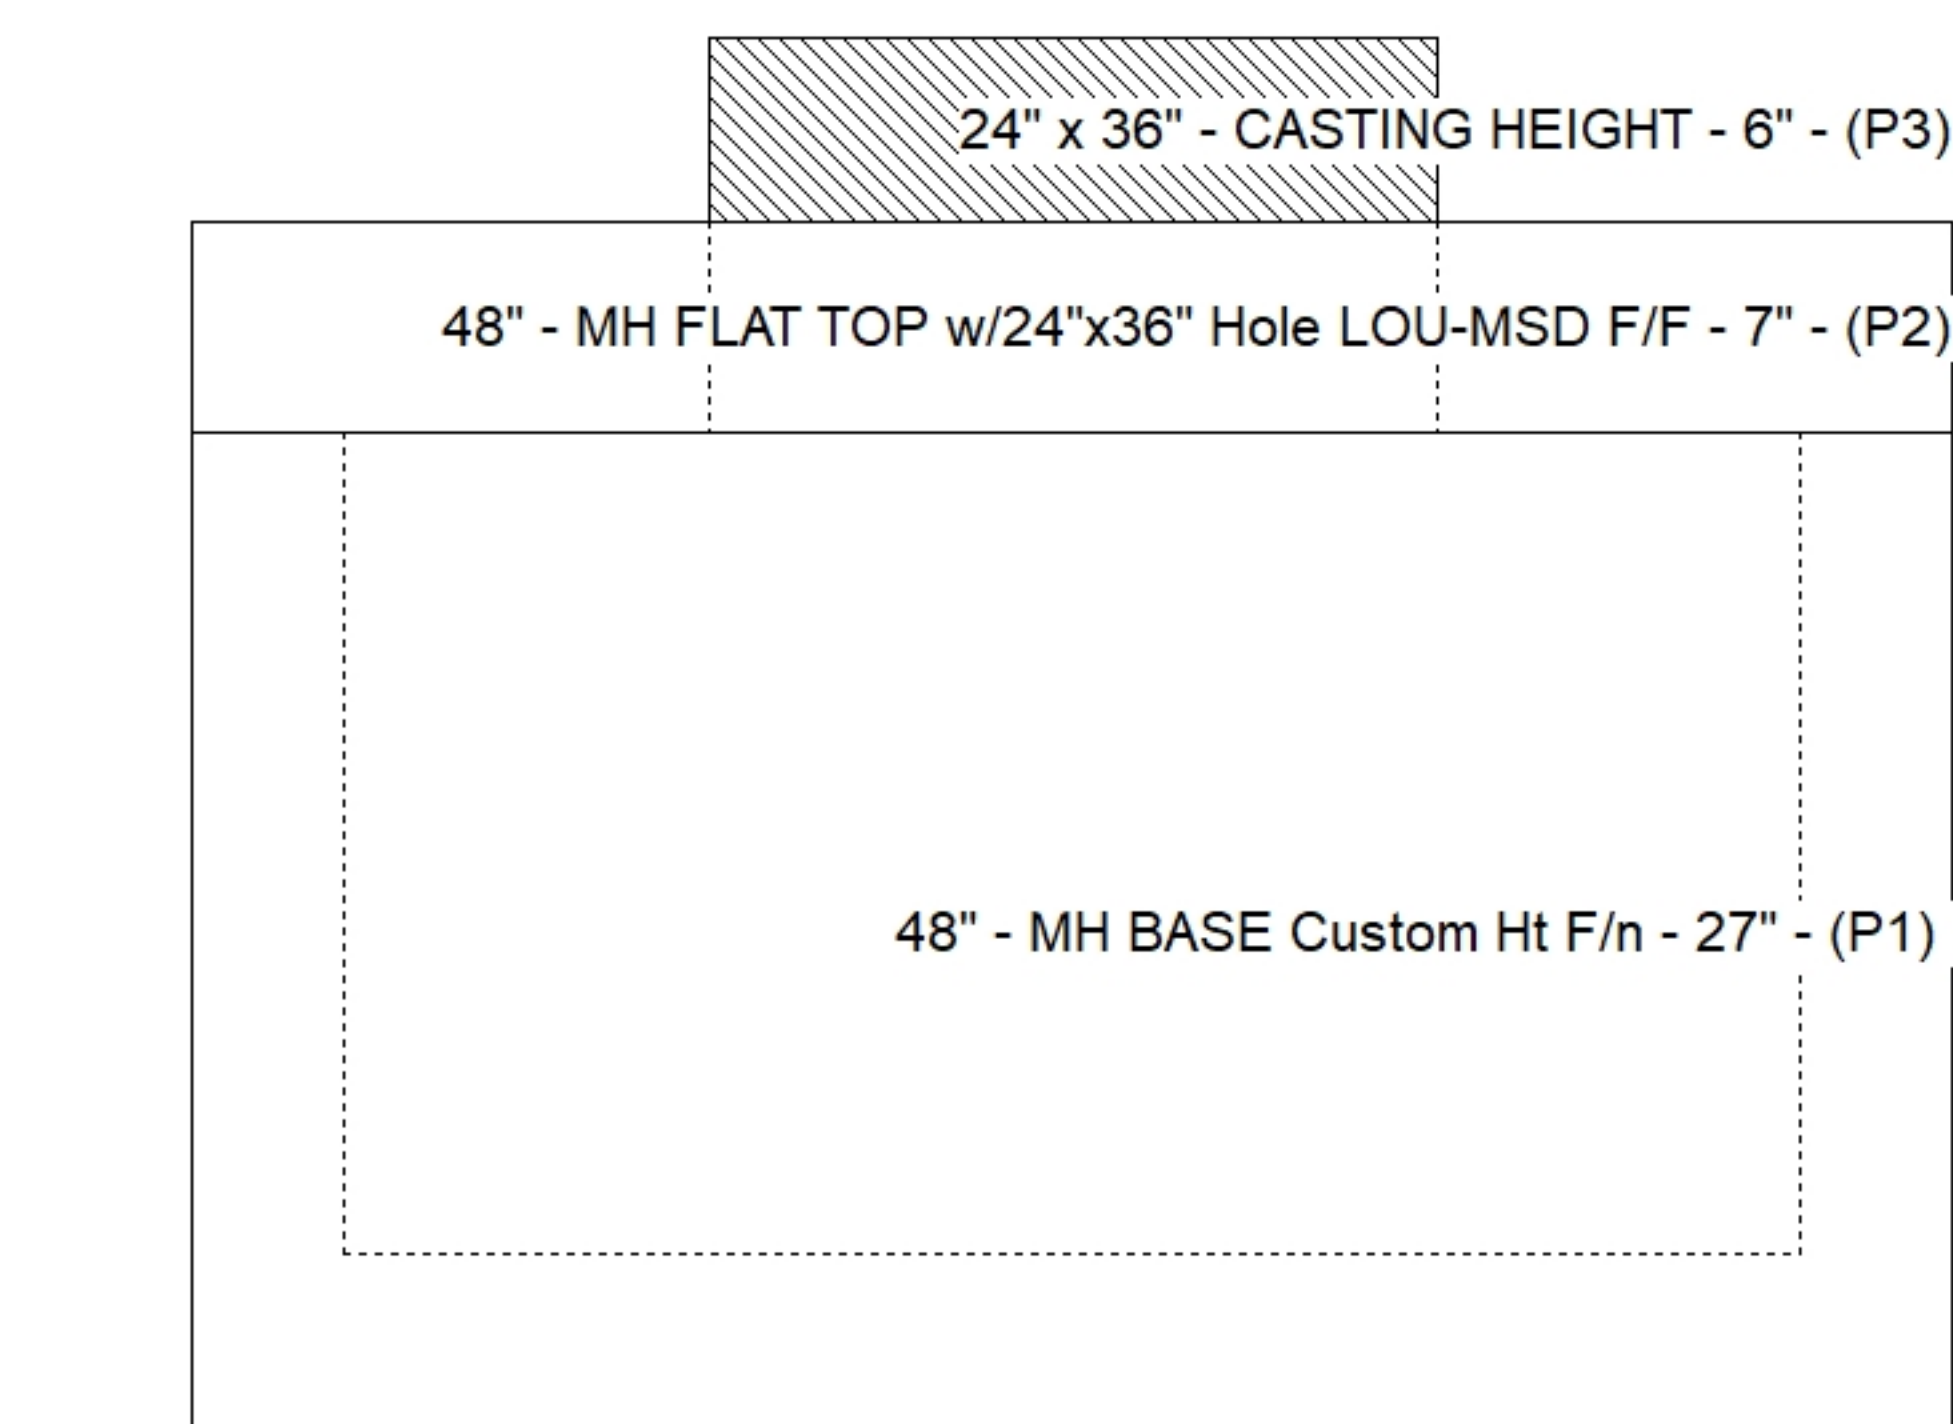 24" x 36" - CASTING HEIGHT - 6" - (P3)
48" - MH FLAT TOP w/24"x36" Hole LOU-MSD F/F - 7" - (P2)
48" - MH BASE Custom Ht F/n - 27" - (P1)